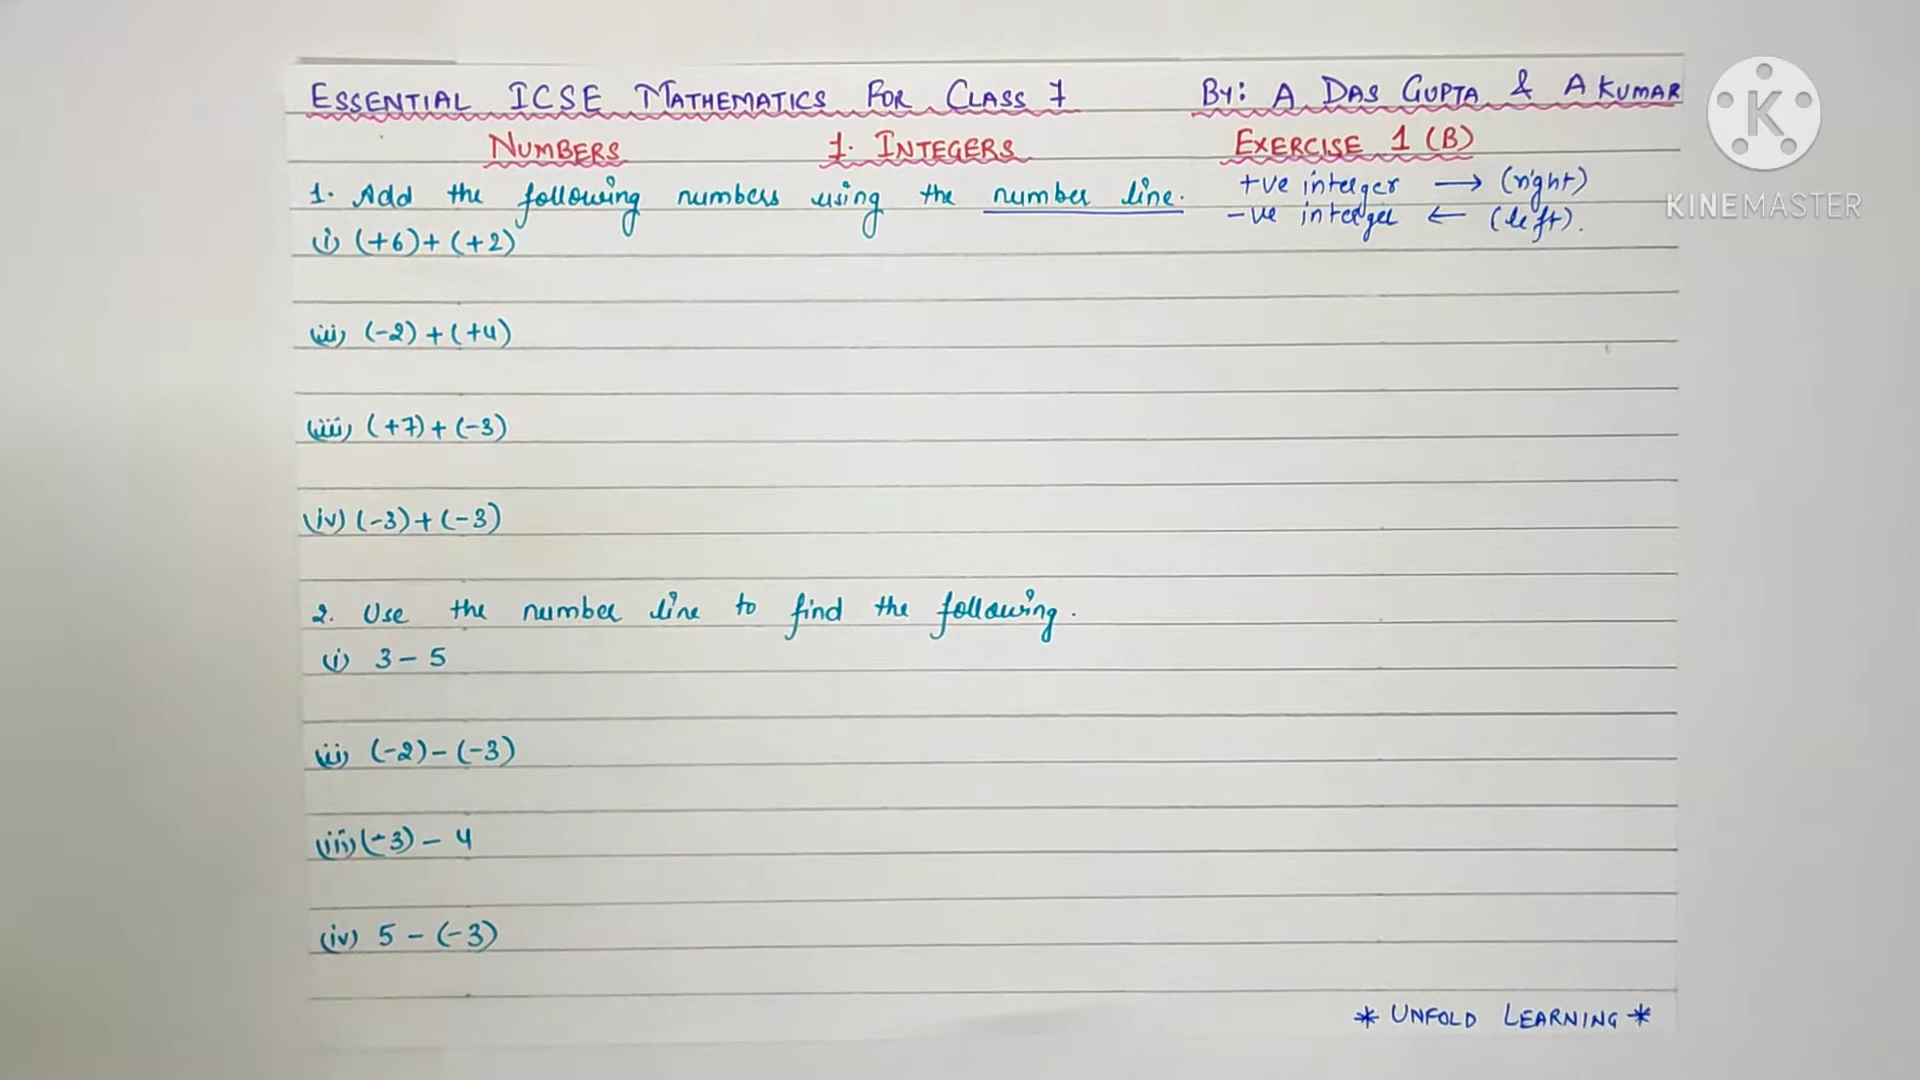 ESSENTIAL ICSE MATHEMATICS FOR CLASS 7 BY: A DAS GUPTA & A KUMAR
NUMBERS 1. INTEGERS EXERCISE 1 (B)
1. Add the following numbers using the number line. +ve interger → (right)
-ve interger ← (left).
(i) (+6)+(+2)
(ii) (-2)+(+4)
(iii) (+7)+(-3)
(iv) (-3)+(-3)
2. Use the number line to find the following.
(i) 3-5
(ii) (-2)-(-3)
(iii) (-3)-4
(iv) 5-(-3)
* UNFOLD LEARNING *
K
KINEMASTER